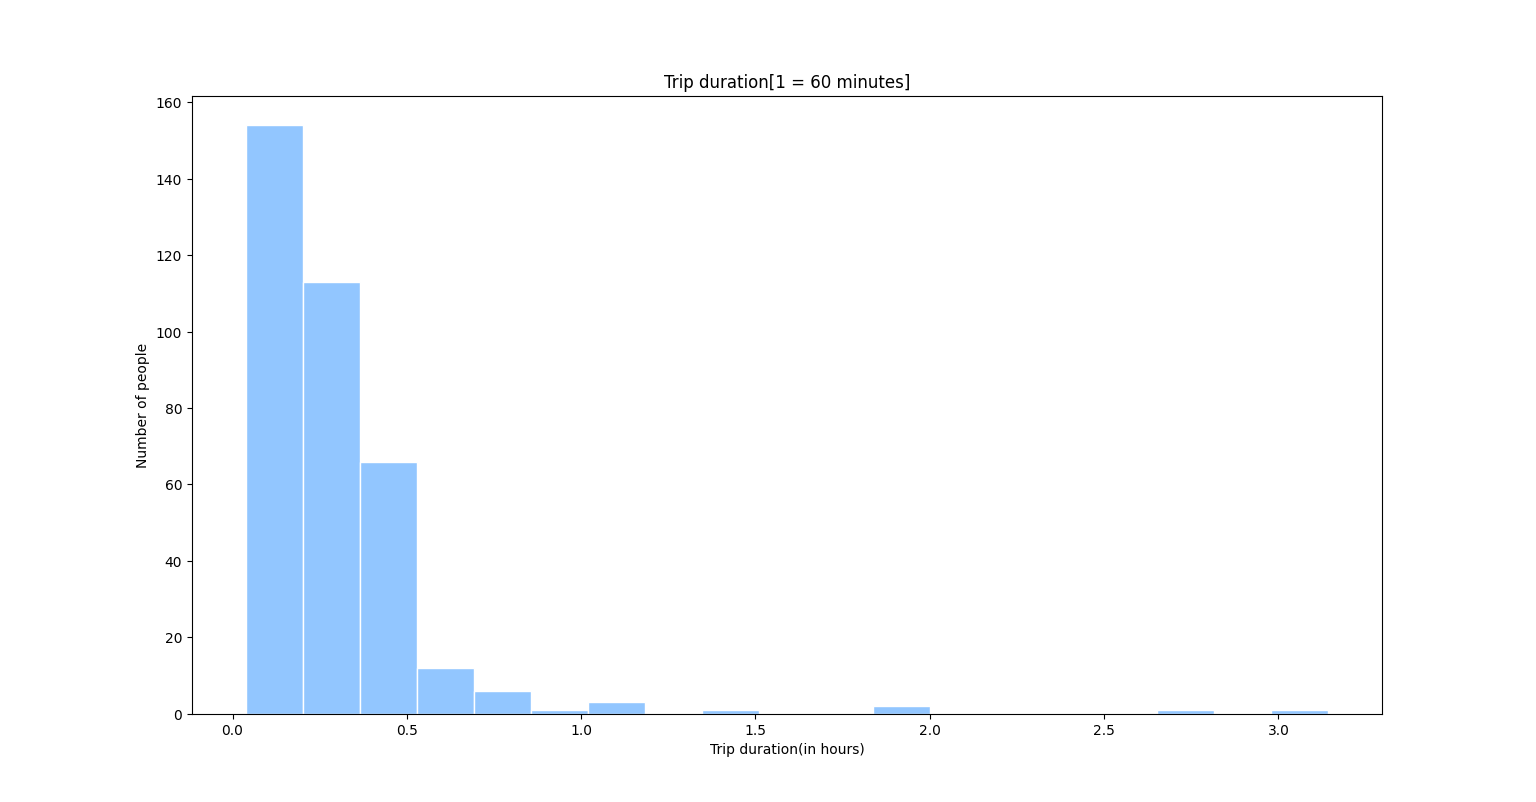 Trip duration[1 = 60 minutes]
160
140
120
100
80
60
40
20
0
Number of people
0.0 0.5 1.0 1.5 2.0 2.5 3.0
Trip duration(in hours)